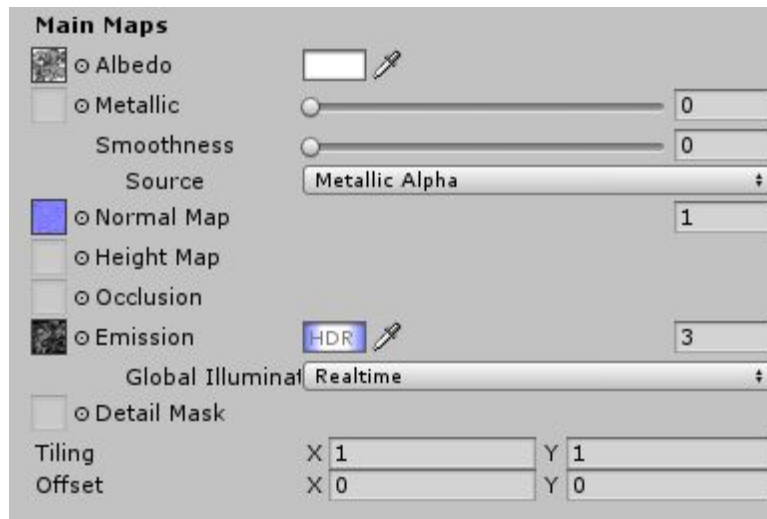 Main Maps
Albedo
Metallic 0
Smoothness 0
Source Metallic Alpha
Normal Map 1
Height Map
Occlusion
Emission HDR 3
Global Illuminat Realtime
Detail Mask
Tiling X 1 Y 1
Offset X 0 Y 0